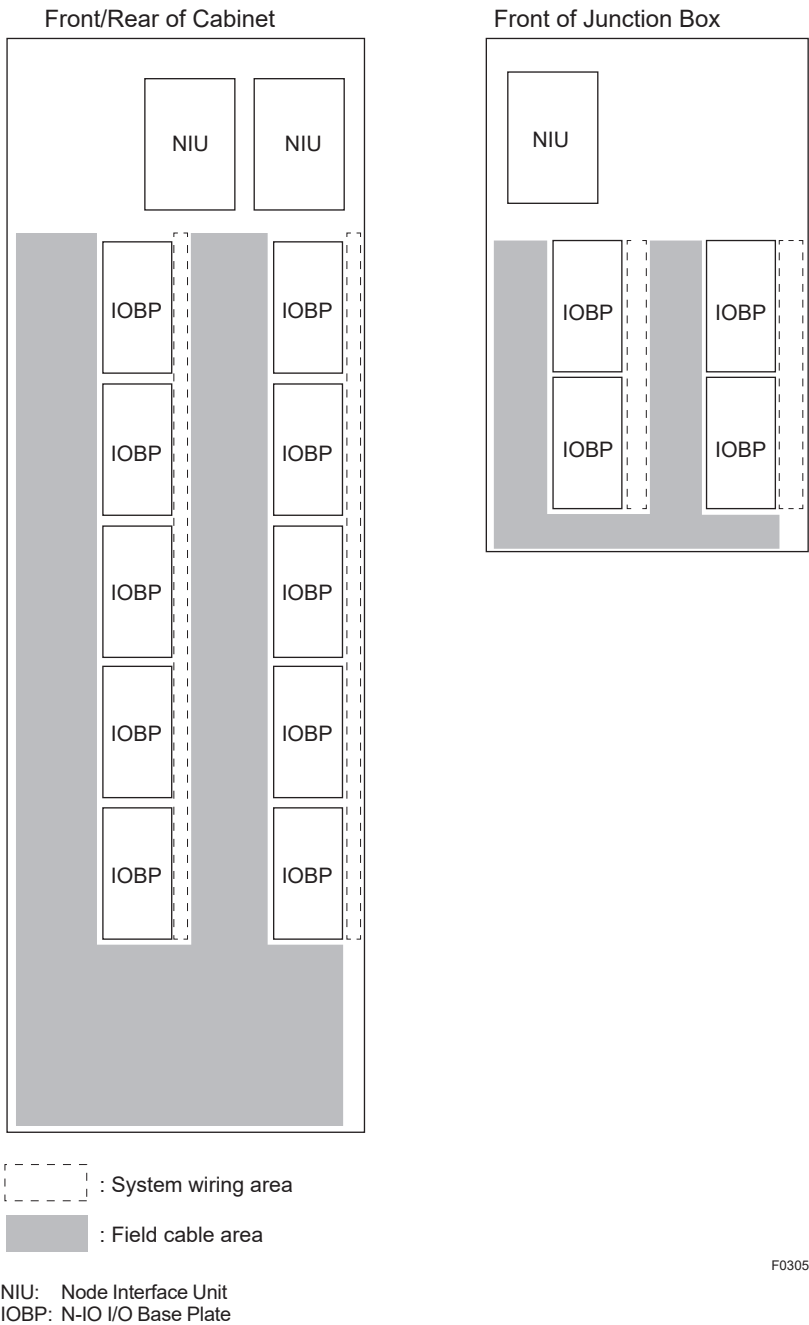 Front/Rear of Cabinet
Front of Junction Box
NIU
NIU
NIU
IOBP
IOBP
IOBP
IOBP
IOBP
IOBP
IOBP
IOBP
IOBP
IOBP
IOBP
IOBP
IOBP
IOBP
: System wiring area
: Field cable area
F0305
NIU: Node Interface Unit
IOBP: N-IO I/O Base Plate